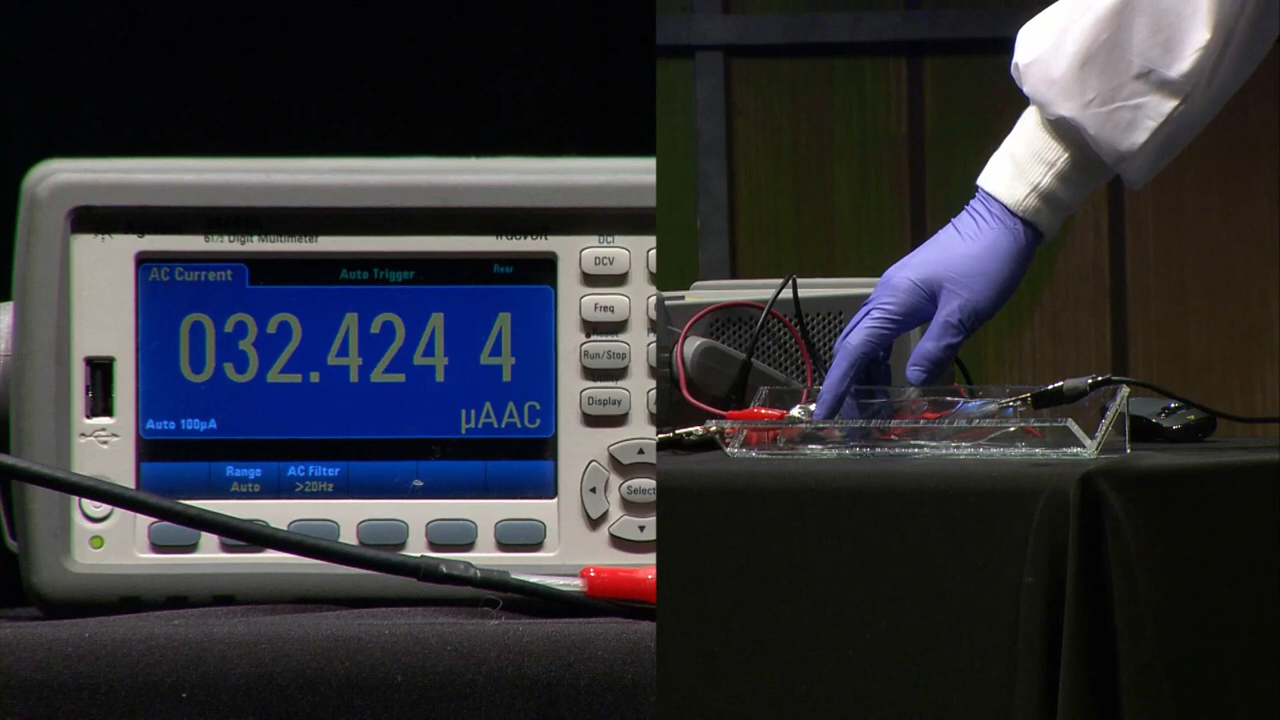 6½ Digit Multimeter
Truevolt
AC Current
Auto Trigger
Rear
032.424 4
µAAC
Auto 100µA
Range
Auto
AC Filter
>20Hz
DCI
DCV
Freq
Run/Stop
Display
Select